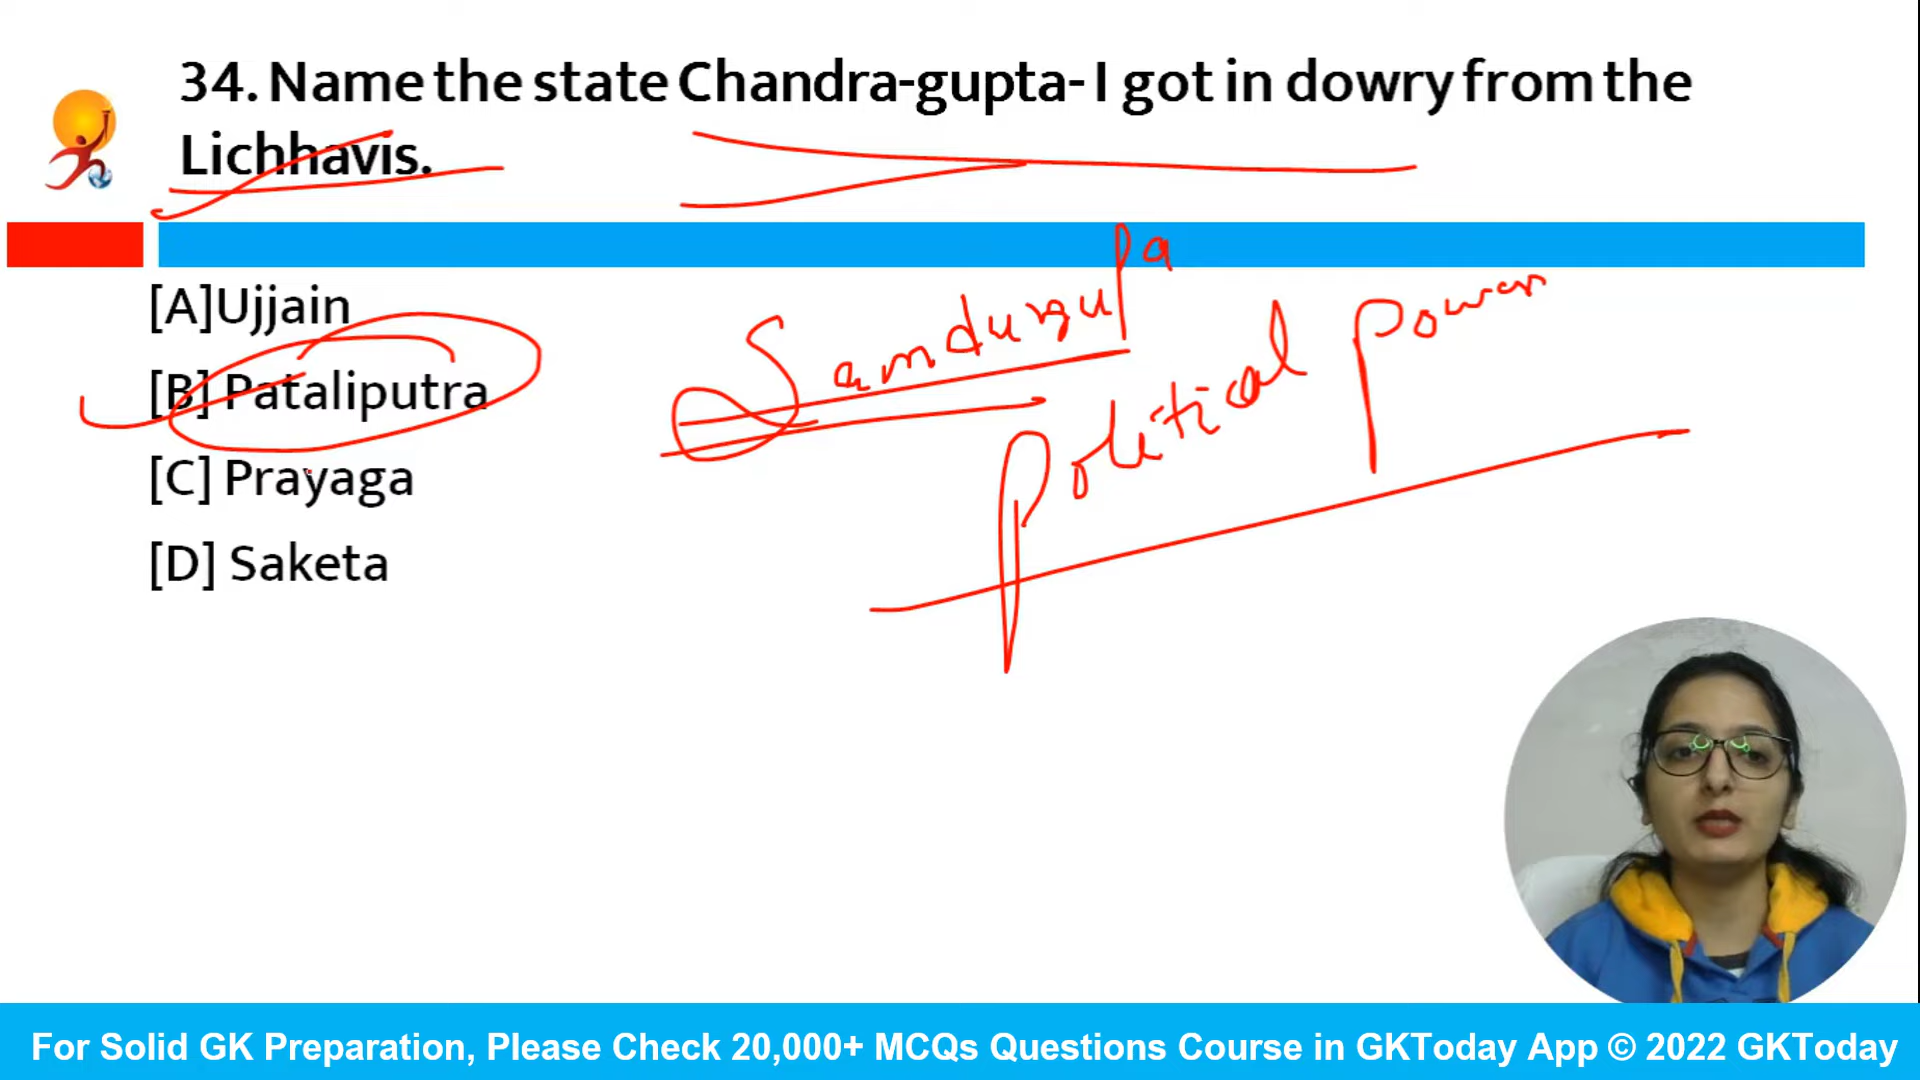 34. Name the state Chandra-gupta- I got in dowry from the
Lichhavis.
[A]Ujjain
[B] Pataliputra
[C] Prayaga
[D] Saketa
Political Power
For Solid GK Preparation, Please Check 20,000+ MCQs Questions Course in GKToday App © 2022 GKToday